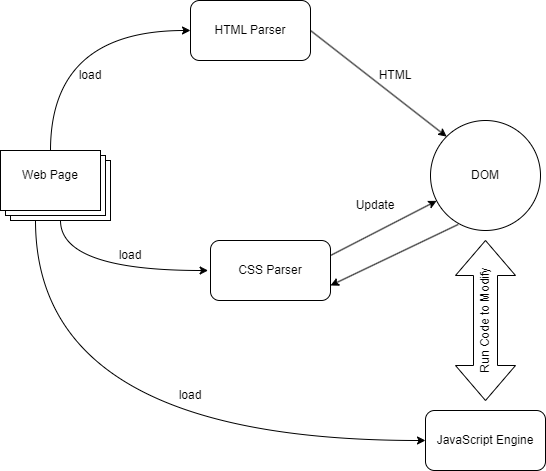 HTML Parser
load
HTML
Web Page
DOM
Update
load
CSS Parser
Run Code to Modify
load
JavaScript Engine